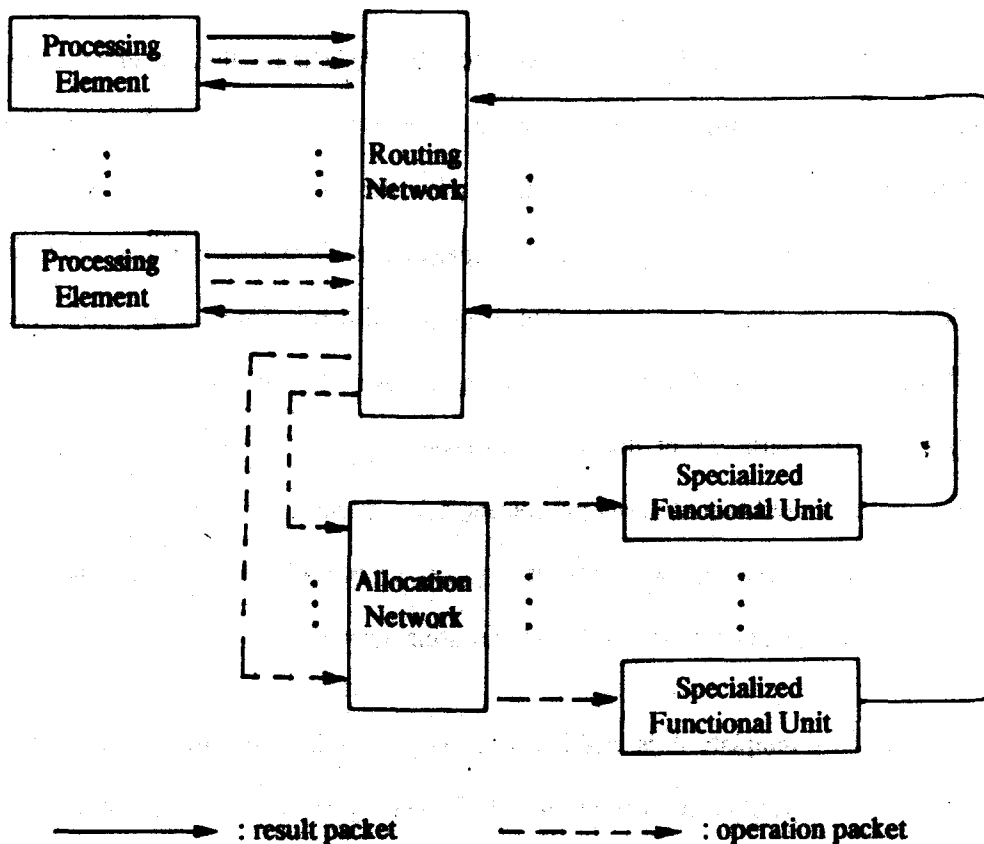 Processing
Element
Routing
Network
Processing
Element
Specialized
Functional Unit
Allocation
Network
Specialized
Functional Unit
: result packet
: operation packet